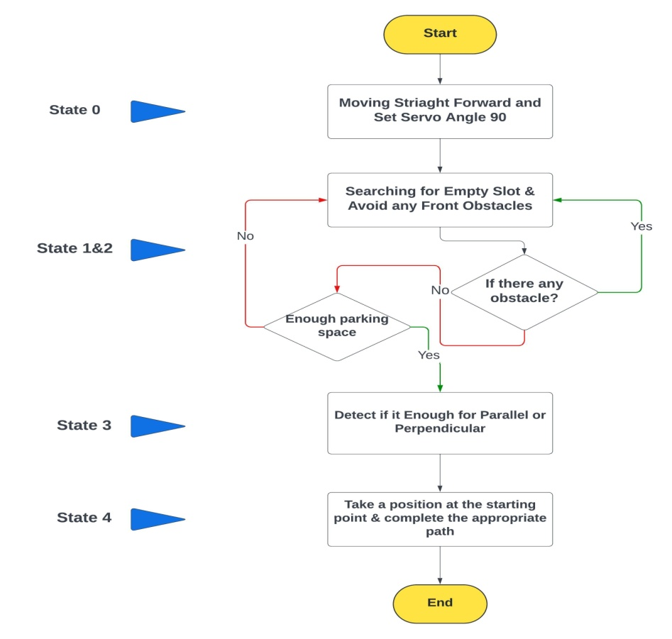 Start
State 0
Moving Striaght Forward and
Set Servo Angle 90
Searching for Empty Slot &
Avoid any Front Obstacles
Yes
No
State 1&2
If there any
obstacle?
No
Enough parking
space
Yes
State 3
Detect if it Enough for Parallel or
Perpendicular
State 4
Take a position at the starting
point & complete the appropriate
path
End